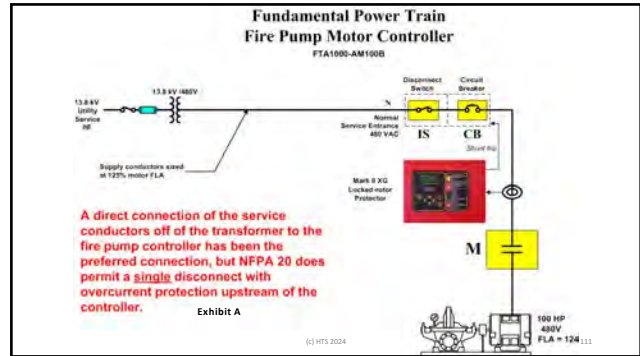 Fundamental Power Train
Fire Pump Motor Controller
FTA1000-AM100B
Disconnect
Switch
Circuit
Breaker
13.8 kV /480V
13.8 kV
Utility
Service
N
Normal
Service Entrance
480 VAC
IS
CB
Shunt trip
Supply conductors sized
at 125% motor FLA
Mark II XG
Locked rotor
Protector
A direct connection of the service
conductors off of the transformer to the
fire pump controller has been the
preferred connection, but NFPA 20 does
permit a single disconnect with
overcurrent protection upstream of the
controller.
Exhibit A
M
100 HP
480V
FLA = 124
(c) HTS 2024
111